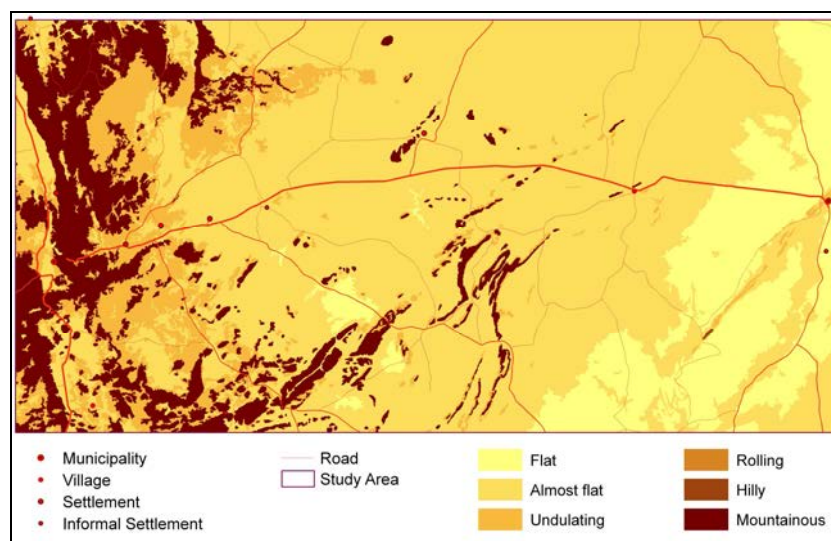 Municipality
Village
Settlement
Informal Settlement
Road
Study Area
Flat
Almost flat
Undulating
Rolling
Hilly
Mountainous